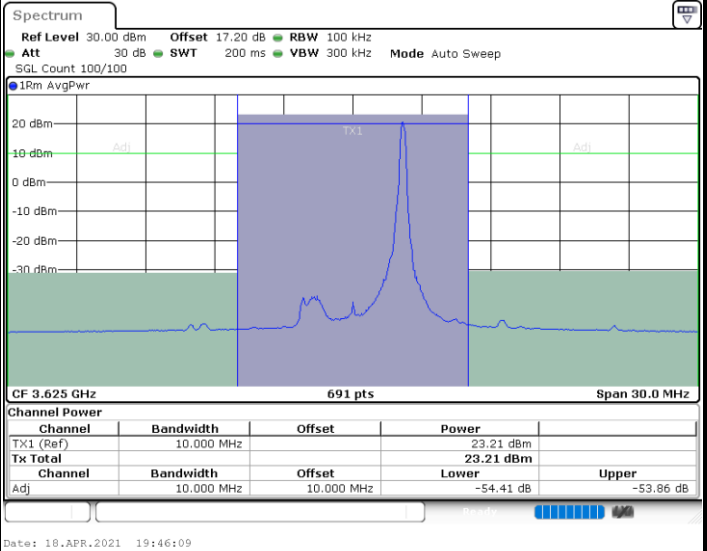 Spectrum
Ref Level 30.00 dBm Offset 17.20 dB RBW 100 kHz
Att 30 dB SWT 200 ms VBW 300 kHz Mode Auto Sweep
SGL Count 100/100
1Rm AvgPwr
20 dBm
TX1
Adj Adj
10 dBm
0 dBm
-10 dBm
-20 dBm
-30 dBm
CF 3.625 GHz 691 pts Span 30.0 MHz
Channel Power
Channel Bandwidth Offset Power
TX1 (Ref) 10.000 MHz 23.21 dBm
Tx Total 23.21 dBm
Channel Bandwidth Offset Lower Upper
Adj 10.000 MHz 10.000 MHz -54.41 dB -53.86 dB
Ready
Date: 18.APR.2021 19:46:09